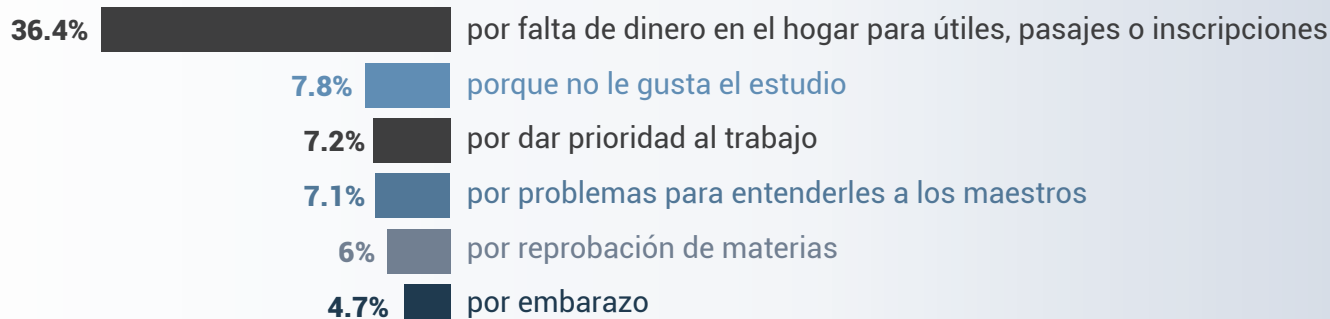 36.4% por falta de dinero en el hogar para útiles, pasajes o inscripciones
7.8% porque no le gusta el estudio
7.2% por dar prioridad al trabajo
7.1% por problemas para entenderles a los maestros
6% por reprobación de materias
4.7% por embarazo